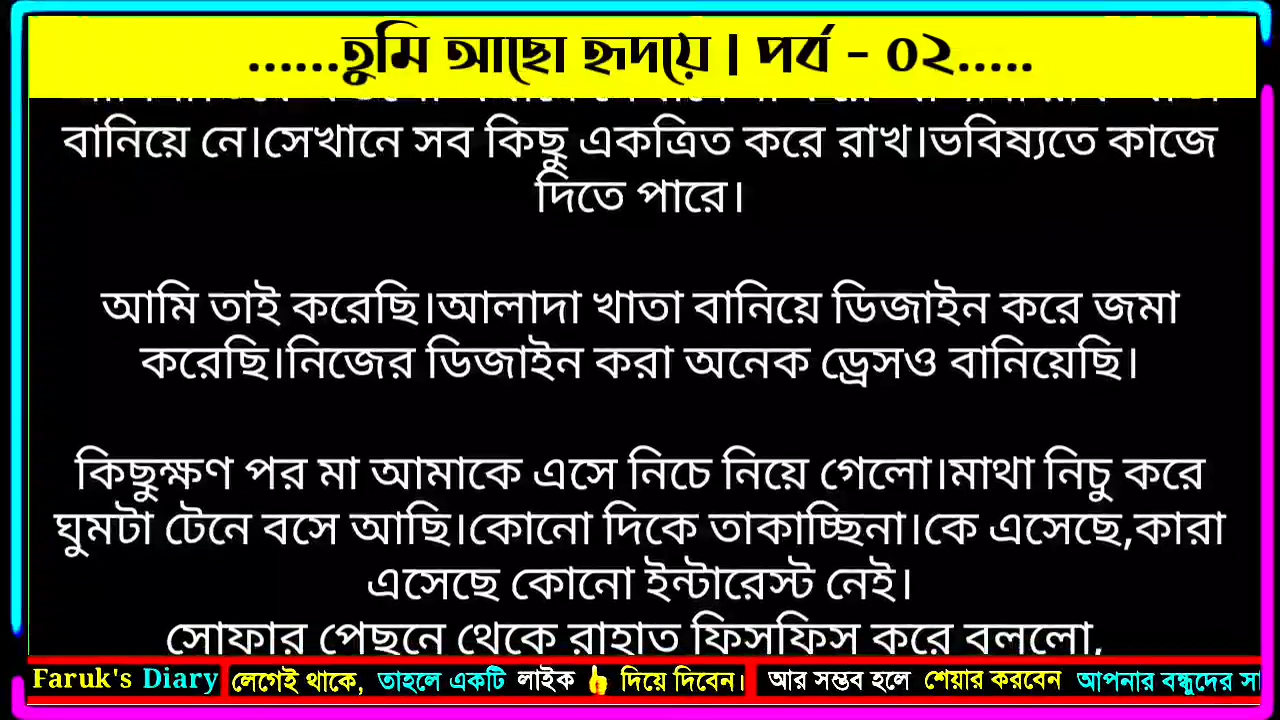 ......তুমি আছো হৃদয়ে | পর্ব - ০২.....
বানিয়ে নে।সেখানে সব কিছু একত্রিত করে রাখ।ভবিষ্যতে কাজে
দিতে পারে।
আমি তাই করেছি।আলাদা খাতা বানিয়ে ডিজাইন করে জমা
করেছি।নিজের ডিজাইন করা অনেক ড্রেসও বানিয়েছি।
কিছুক্ষণ পর মা আমাকে এসে নিচে নিয়ে গেলো।মাথা নিচু করে
ঘুমটা টেনে বসে আছি।কোনো দিকে তাকাচ্ছিনা।কে এসেছে,কারা
এসেছে কোনো ইন্টারেস্ট নেই।
সোফার পেছনে থেকে রাহাত ফিসফিস করে বললো,
Faruk's Diary লেগেই থাকে, তাহলে একটি লাইক 👆 দিয়ে দিবেন। আর সম্ভব হলে শেয়ার করবেন আপনার বন্ধুদের